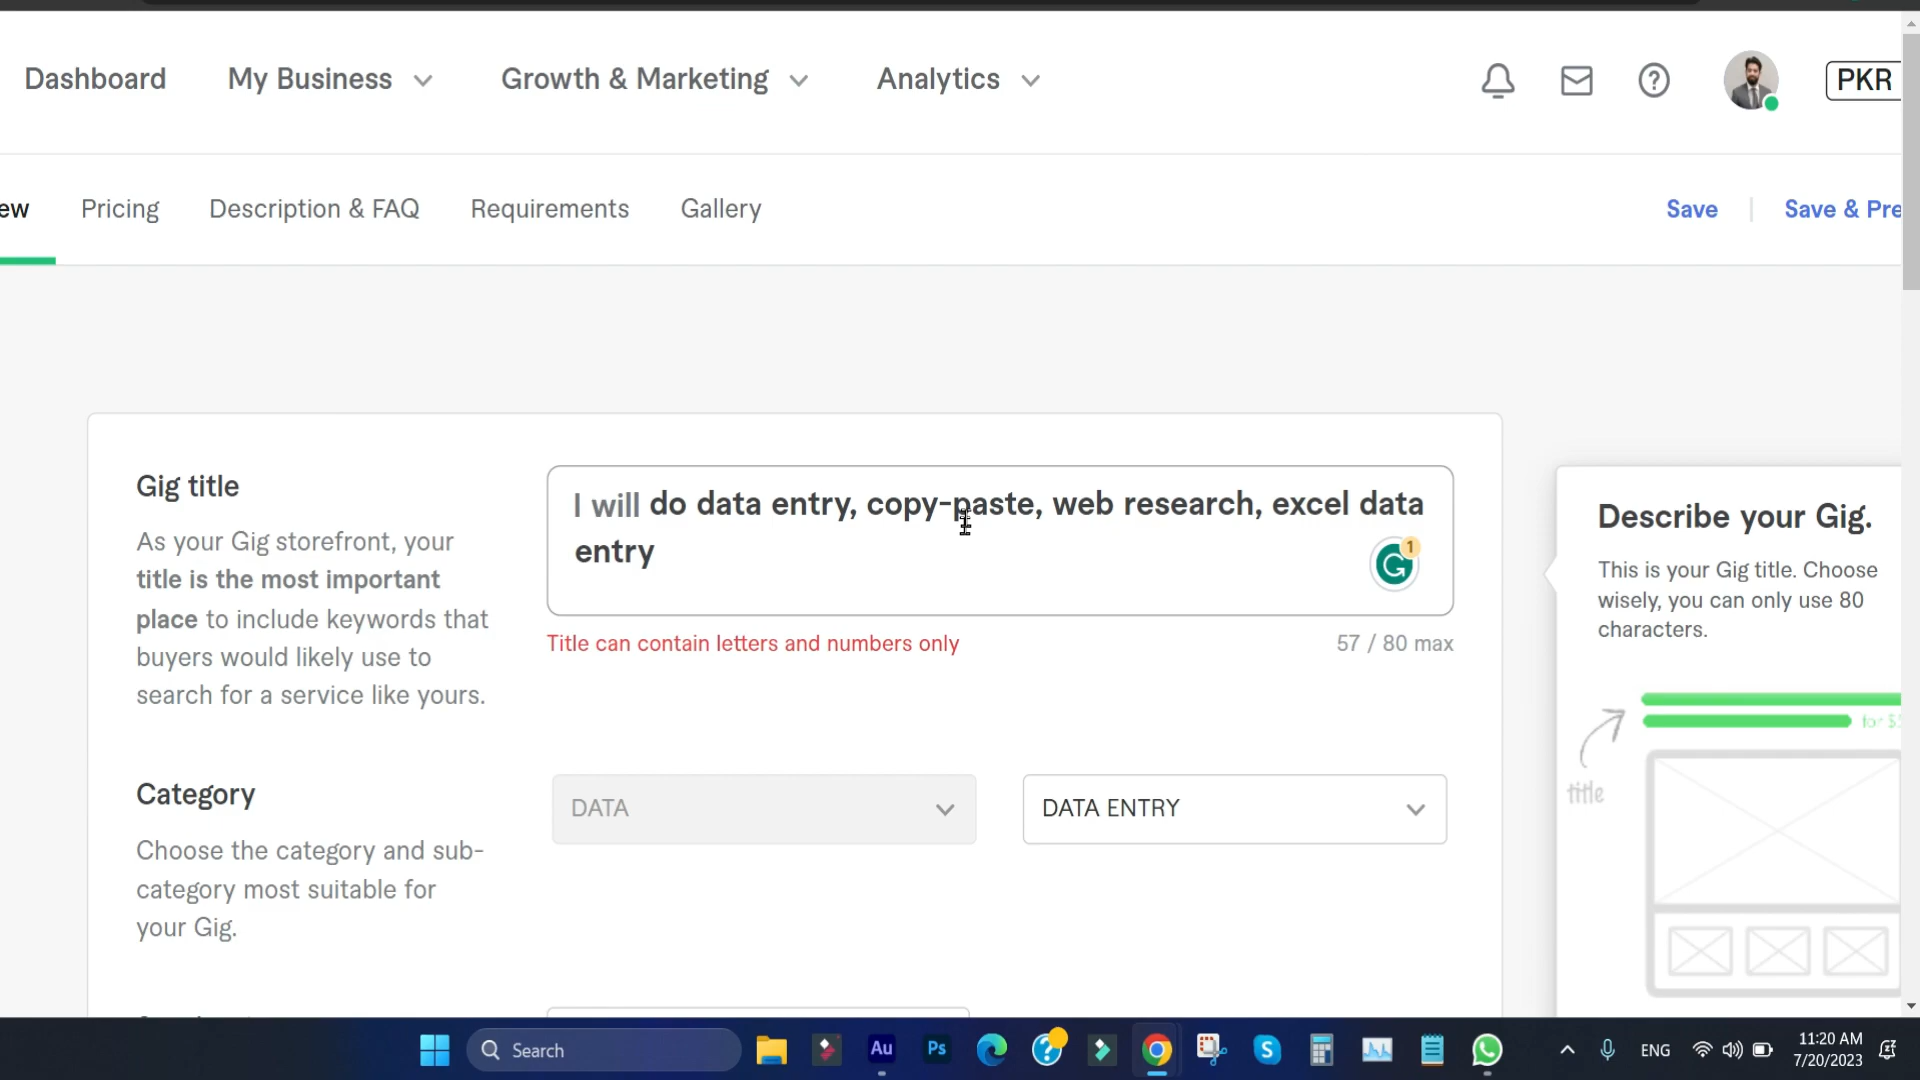 Dashboard My Business Growth & Marketing Analytics PKR
ew Pricing Description & FAQ Requirements Gallery Save Save & Pre
Gig title
As your Gig storefront, your
title is the most important
place to include keywords that
buyers would likely use to
search for a service like yours.
I will do data entry, copy-paste, web research, excel data
entry
1
Title can contain letters and numbers only
57 / 80 max
Describe your Gig.
This is your Gig title. Choose
wisely, you can only use 80
characters.
for $
title
Category
Choose the category and sub-
category most suitable for
your Gig.
DATA
DATA ENTRY
Search
Au
Ps
ENG
11:20 AM
7/20/2023